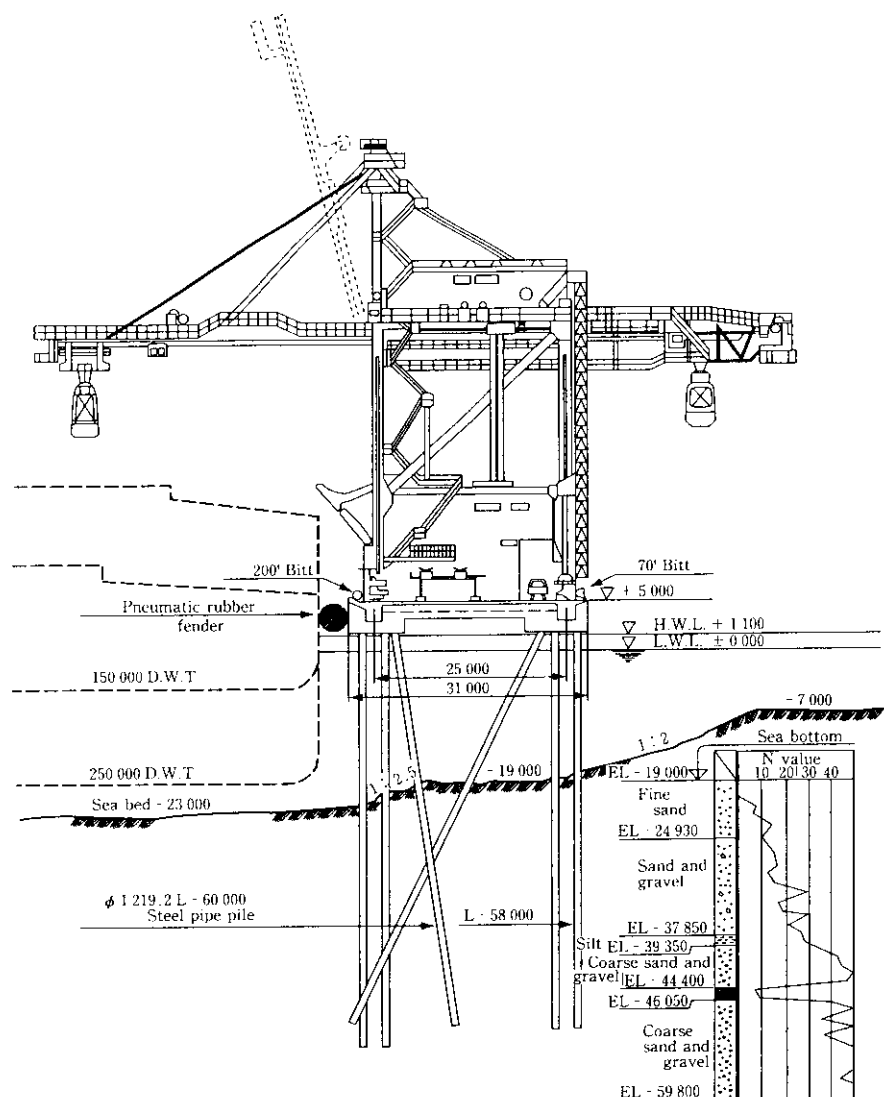 200' Bitt
70' Bitt
+ 5 000
Pneumatic rubber
fender
H.W.L. + 1 100
L.W.L. ± 0 000
25 000
31 000
150 000 D.W.T
- 7 000
1 : 2
Sea bottom
250 000 D.W.T
1 : 2.5
- 19 000
EL - 19 000
N value
10 20 30 40
Sea bed - 23 000
Fine
sand
EL - 24 930
Sand and
gravel
φ 1 219.2 L - 60 000
Steel pipe pile
L - 58 000
EL - 37 850
Silt
EL - 39 350
Coarse sand and
gravel
EL - 44 400
EL - 46 050
Coarse
sand and
gravel
EL - 59 800